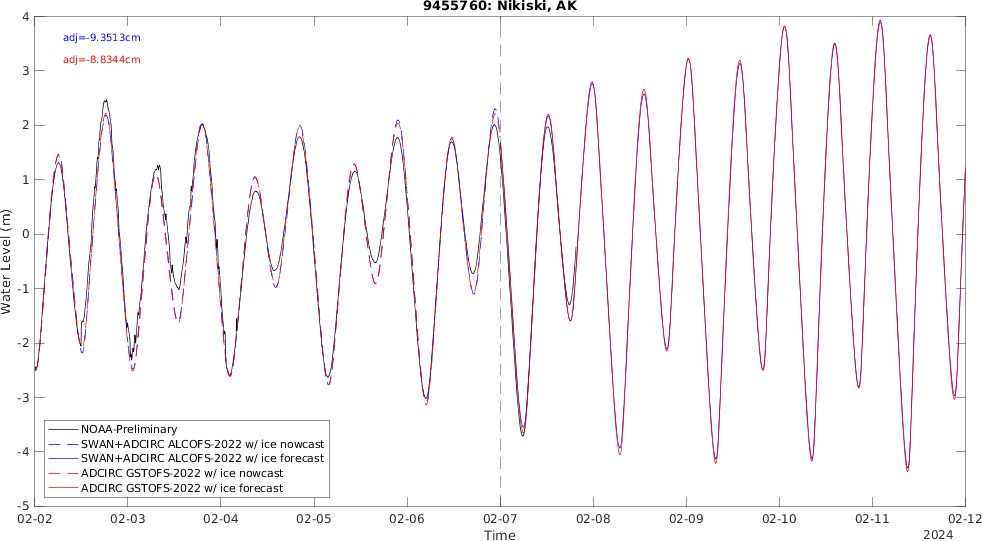 9455760: Nikiski, AK
adj=-9.3513cm
adj=-8.8344cm
Water Level (m)
4
3
2
1
0
-1
-2
-3
-4
-5
NOAA-Preliminary
SWAN+ADCIRC ALCOFS-2022 w/ ice nowcast
SWAN+ADCIRC ALCOFS-2022 w/ ice forecast
ADCIRC GSTOFS-2022 w/ ice nowcast
ADCIRC GSTOFS-2022 w/ ice forecast
02-02 02-03 02-04 02-05 02-06 02-07 02-08 02-09 02-10 02-11 02-12
Time
2024